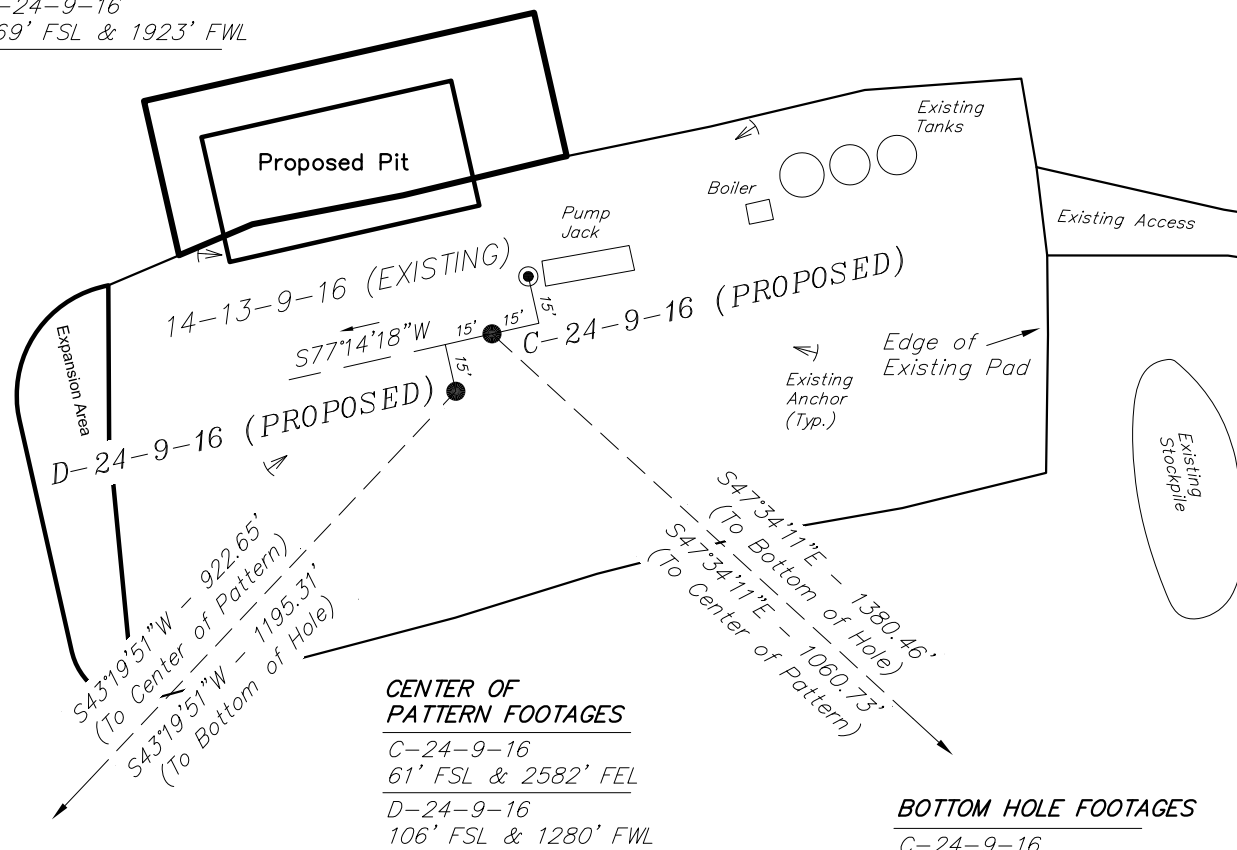 -24-9-16
69' FSL & 1923' FWL
Proposed Pit
Existing
Tanks
Boiler
Pump
Jack
Existing Access
14-13-9-16 (EXISTING)
15'
15'
15'
S77°14'18"W
C-24-9-16 (PROPOSED)
Edge of
Existing Pad
15'
Existing
Anchor
(Typ.)
Expansion Area
D-24-9-16 (PROPOSED)
Existing
Stockpile
S43°19'51"W - 922.65'
(To Center of Pattern)
S43°19'51"W - 1195.31'
(To Bottom of Hole)
S47°34'11"E - 1380.46'
(To Bottom of Hole)
S47°34'11"E - 1060.73'
(To Center of Pattern)
CENTER OF
PATTERN FOOTAGES
C-24-9-16
61' FSL & 2582' FEL
D-24-9-16
106' FSL & 1280' FWL
BOTTOM HOLE FOOTAGES
C-24-9-16